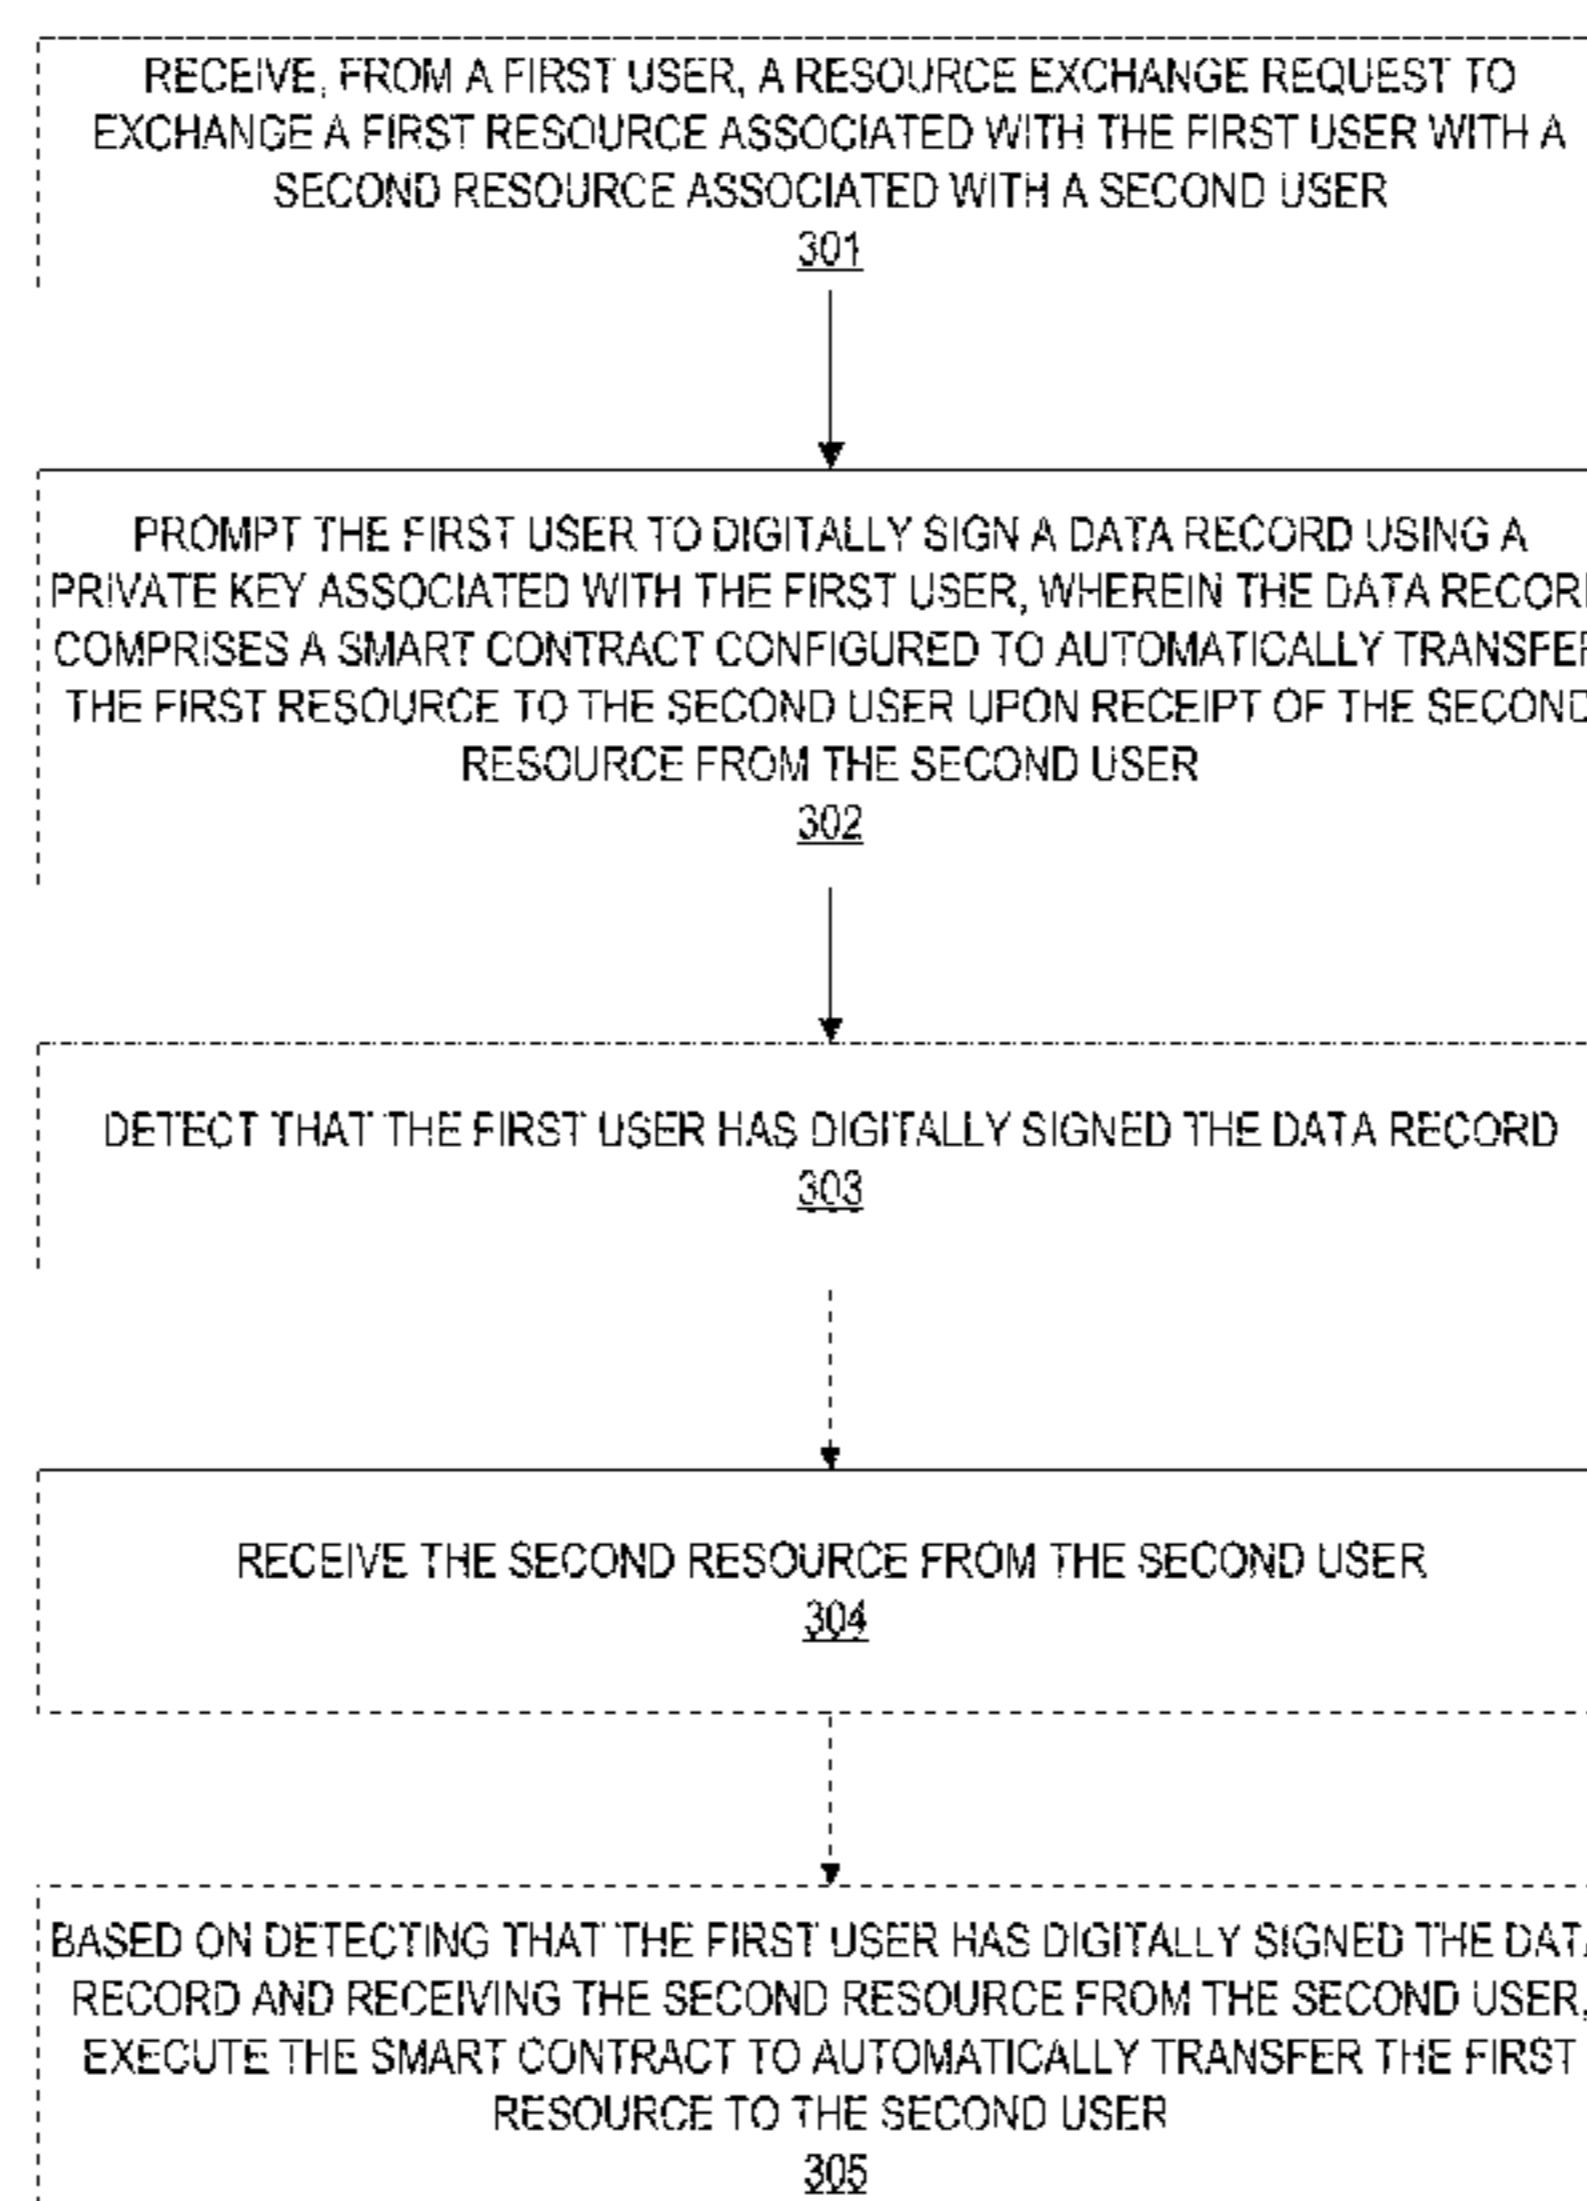 RECEIVE, FROM A FIRST USER, A RESOURCE EXCHANGE REQUEST TO
EXCHANGE A FIRST RESOURCE ASSOCIATED WITH THE FIRST USER WITH A
SECOND RESOURCE ASSOCIATED WITH A SECOND USER
301
PROMPT THE FIRST USER TO DIGITALLY SIGN A DATA RECORD USING A
PRIVATE KEY ASSOCIATED WITH THE FIRST USER, WHEREIN THE DATA RECORD
COMPRISES A SMART CONTRACT CONFIGURED TO AUTOMATICALLY TRANSFER
THE FIRST RESOURCE TO THE SECOND USER UPON RECEIPT OF THE SECOND
RESOURCE FROM THE SECOND USER
302
DETECT THAT THE FIRST USER HAS DIGITALLY SIGNED THE DATA RECORD
303
RECEIVE THE SECOND RESOURCE FROM THE SECOND USER
304
BASED ON DETECTING THAT THE FIRST USER HAS DIGITALLY SIGNED THE DATA
RECORD AND RECEIVING THE SECOND RESOURCE FROM THE SECOND USER,
EXECUTE THE SMART CONTRACT TO AUTOMATICALLY TRANSFER THE FIRST
RESOURCE TO THE SECOND USER
305